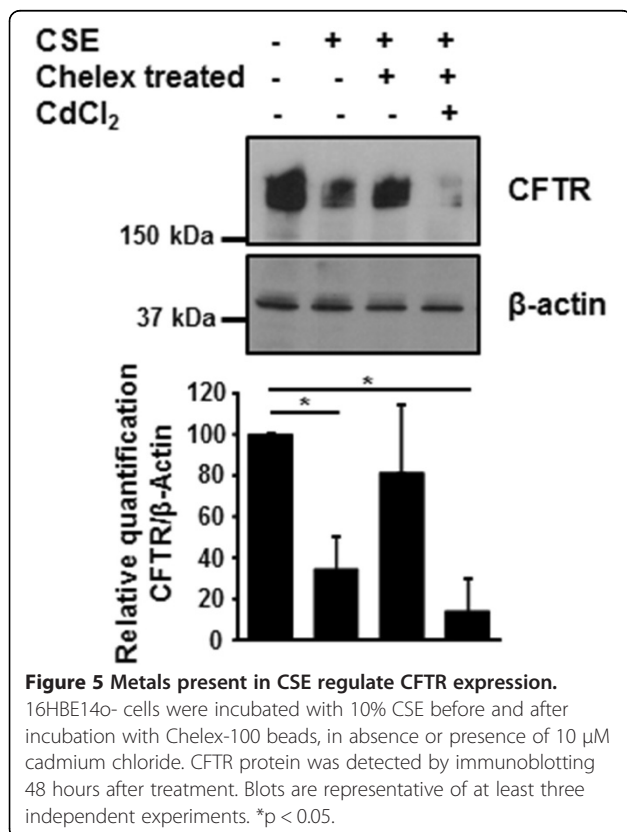 CSE - + + +
Chelex treated - - + +
CdCl₂ - - - +
CFTR
150 kDa
β-actin
37 kDa
Relative quantification
CFTR/β-Actin
120
100
80
60
40
20
0
*
*
Figure 5 Metals present in CSE regulate CFTR expression.
16HBE14o- cells were incubated with 10% CSE before and after
incubation with Chelex-100 beads, in absence or presence of 10 μM
cadmium chloride. CFTR protein was detected by immunoblotting
48 hours after treatment. Blots are representative of at least three
independent experiments. *p < 0.05.